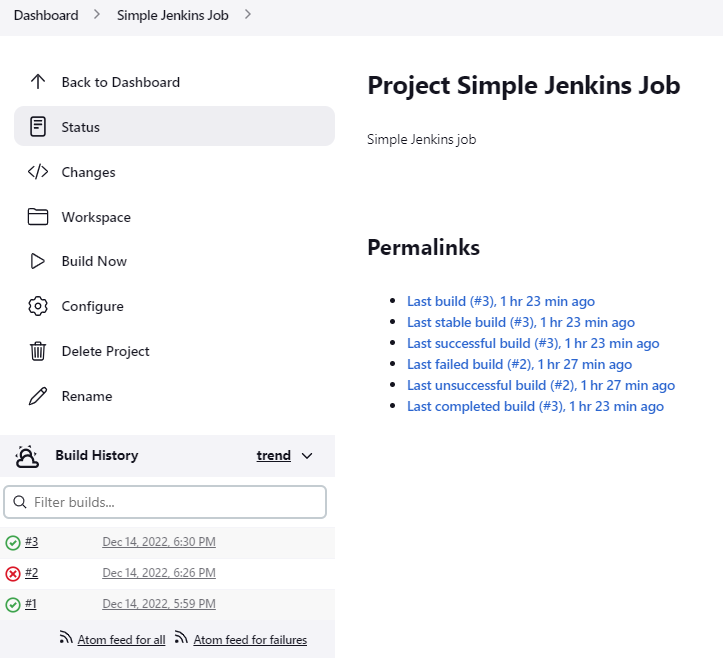 Dashboard > Simple Jenkins Job >
Back to Dashboard
Status
Changes
Workspace
Build Now
Configure
Delete Project
Rename
Build History trend
Filter builds...
#3 Dec 14, 2022, 6:30 PM
#2 Dec 14, 2022, 6:26 PM
#1 Dec 14, 2022, 5:59 PM
Atom feed for all Atom feed for failures
Project Simple Jenkins Job
Simple Jenkins job
Permalinks
• Last build (#3), 1 hr 23 min ago
• Last stable build (#3), 1 hr 23 min ago
• Last successful build (#3), 1 hr 23 min ago
• Last failed build (#2), 1 hr 27 min ago
• Last unsuccessful build (#2), 1 hr 27 min ago
• Last completed build (#3), 1 hr 23 min ago